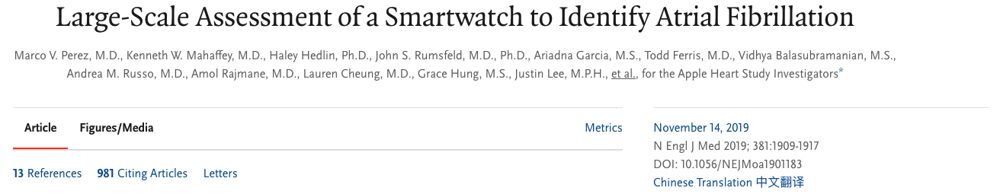 Large-Scale Assessment of a Smartwatch to Identify Atrial Fibrillation
Marco V. Perez, M.D., Kenneth W. Mahaffey, M.D., Haley Hedlin, Ph.D., John S. Rumsfeld, M.D., Ph.D., Ariadna Garcia, M.S., Todd Ferris, M.D., Vidhya Balasubramanian, M.S.,
Andrea M. Russo, M.D., Amol Rajmane, M.D., Lauren Cheung, M.D., Grace Hung, M.S., Justin Lee, M.P.H., et al., for the Apple Heart Study Investigators*
Article Figures/Media Metrics
13 References 981 Citing Articles Letters
November 14, 2019
N Engl J Med 2019; 381:1909-1917
DOI: 10.1056/NEJMoa1901183
Chinese Translation 中文翻译